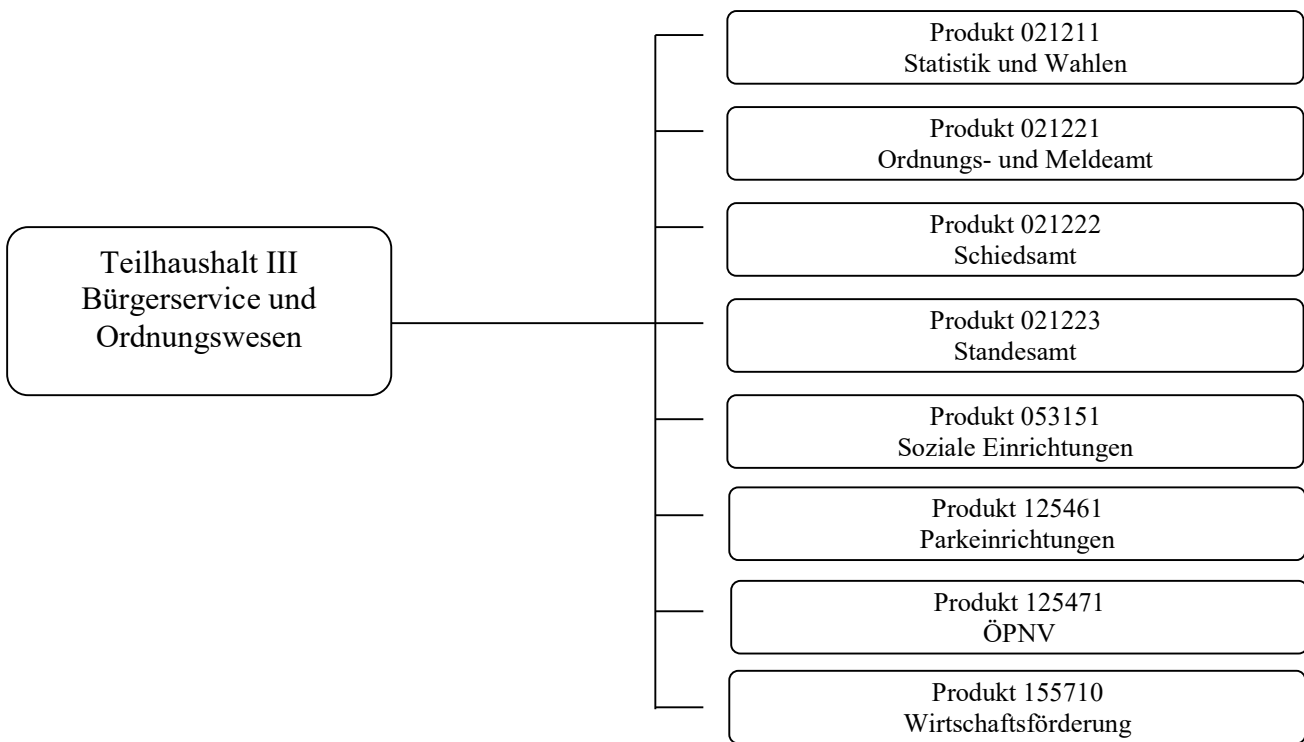 Teilhaushalt III
Bürgerservice und
Ordnungswesen
Produkt 021211
Statistik und Wahlen
Produkt 021221
Ordnungs- und Meldeamt
Produkt 021222
Schiedsamt
Produkt 021223
Standesamt
Produkt 053151
Soziale Einrichtungen
Produkt 125461
Parkeinrichtungen
Produkt 125471
ÖPNV
Produkt 155710
Wirtschaftsförderung